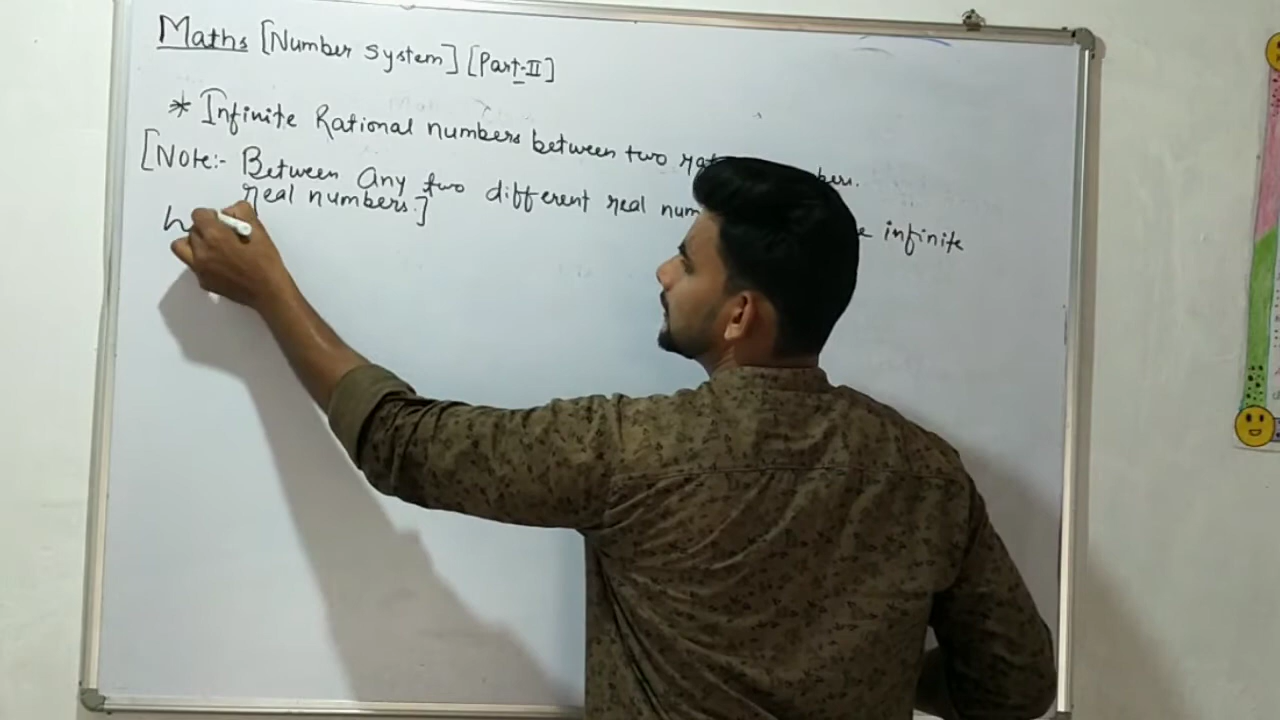 Maths [Number System] [Part-II]
* Infinite Rational numbers between two
[Note:- Between any two different real infinite
real numbers.]